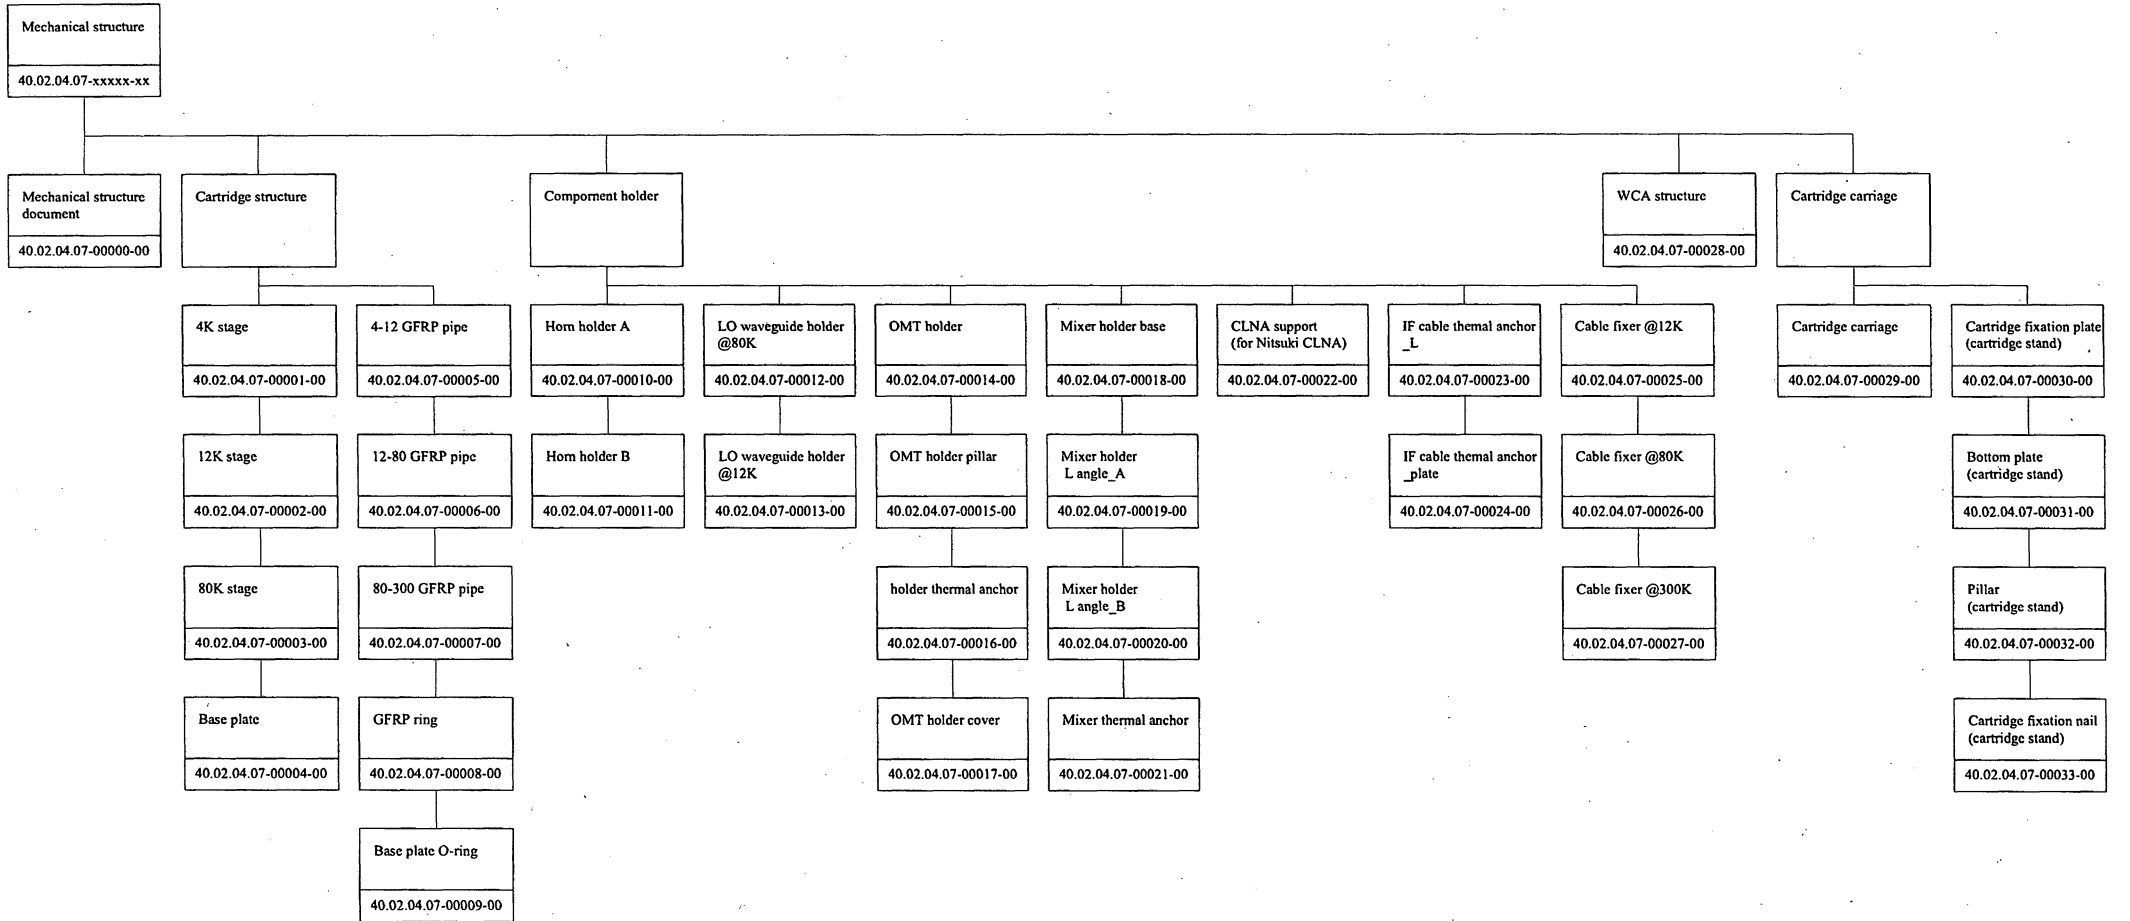 Mechanical structure
40.02.04.07-xxxxx-xx
Mechanical structure
document
40.02.04.07-00000-00
Cartridge structure
Compornent holder
WCA structure
40.02.04.07-00028-00
Cartridge carriage
4K stage
40.02.04.07-00001-00
4-12 GFRP pipe
40.02.04.07-00005-00
Horn holder A
40.02.04.07-00010-00
LO waveguide holder
@80K
40.02.04.07-00012-00
OMT holder
40.02.04.07-00014-00
Mixer holder base
40.02.04.07-00018-00
CLNA support
(for Nitsuki CLNA)
40.02.04.07-00022-00
IF cable themal anchor
_L
40.02.04.07-00023-00
Cable fixer @12K
40.02.04.07-00025-00
Cartridge carriage
40.02.04.07-00029-00
Cartridge fixation plate
(cartridge stand)
40.02.04.07-00030-00
12K stage
40.02.04.07-00002-00
12-80 GFRP pipe
40.02.04.07-00006-00
Horn holder B
40.02.04.07-00011-00
LO waveguide holder
@12K
40.02.04.07-00013-00
OMT holder pillar
40.02.04.07-00015-00
Mixer holder
L angle_A
40.02.04.07-00019-00
IF cable themal anchor
_plate
40.02.04.07-00024-00
Cable fixer @80K
40.02.04.07-00026-00
Bottom plate
(cartridge stand)
40.02.04.07-00031-00
80K stage
40.02.04.07-00003-00
80-300 GFRP pipe
40.02.04.07-00007-00
holder thermal anchor
40.02.04.07-00016-00
Mixer holder
L angle_B
40.02.04.07-00020-00
Cable fixer @300K
40.02.04.07-00027-00
Pillar
(cartridge stand)
40.02.04.07-00032-00
Base plate
40.02.04.07-00004-00
GFRP ring
40.02.04.07-00008-00
OMT holder cover
40.02.04.07-00017-00
Mixer thermal anchor
40.02.04.07-00021-00
Cartridge fixation nail
(cartridge stand)
40.02.04.07-00033-00
Base plate O-ring
40.02.04.07-00009-00